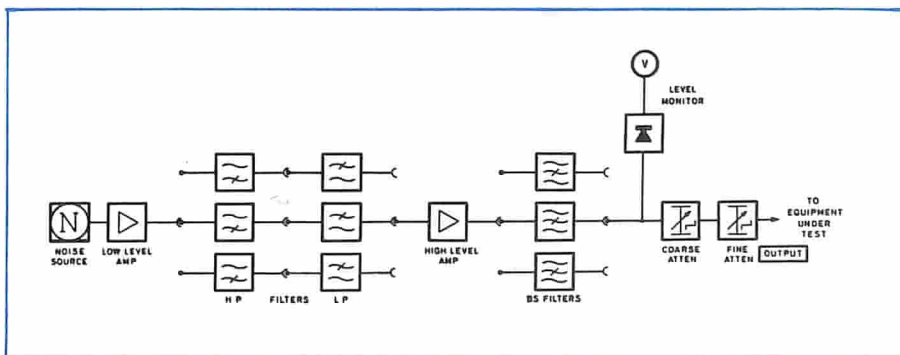 V
LEVEL
MONITOR
N
NOISE
SOURCE
LOW LEVEL
AMP
HIGH LEVEL
AMP
TO
EQUIPMENT
UNDER
TEST
COARSE
ATTEN
FINE
ATTEN
OUTPUT
H P
FILTERS
L P
BS FILTERS